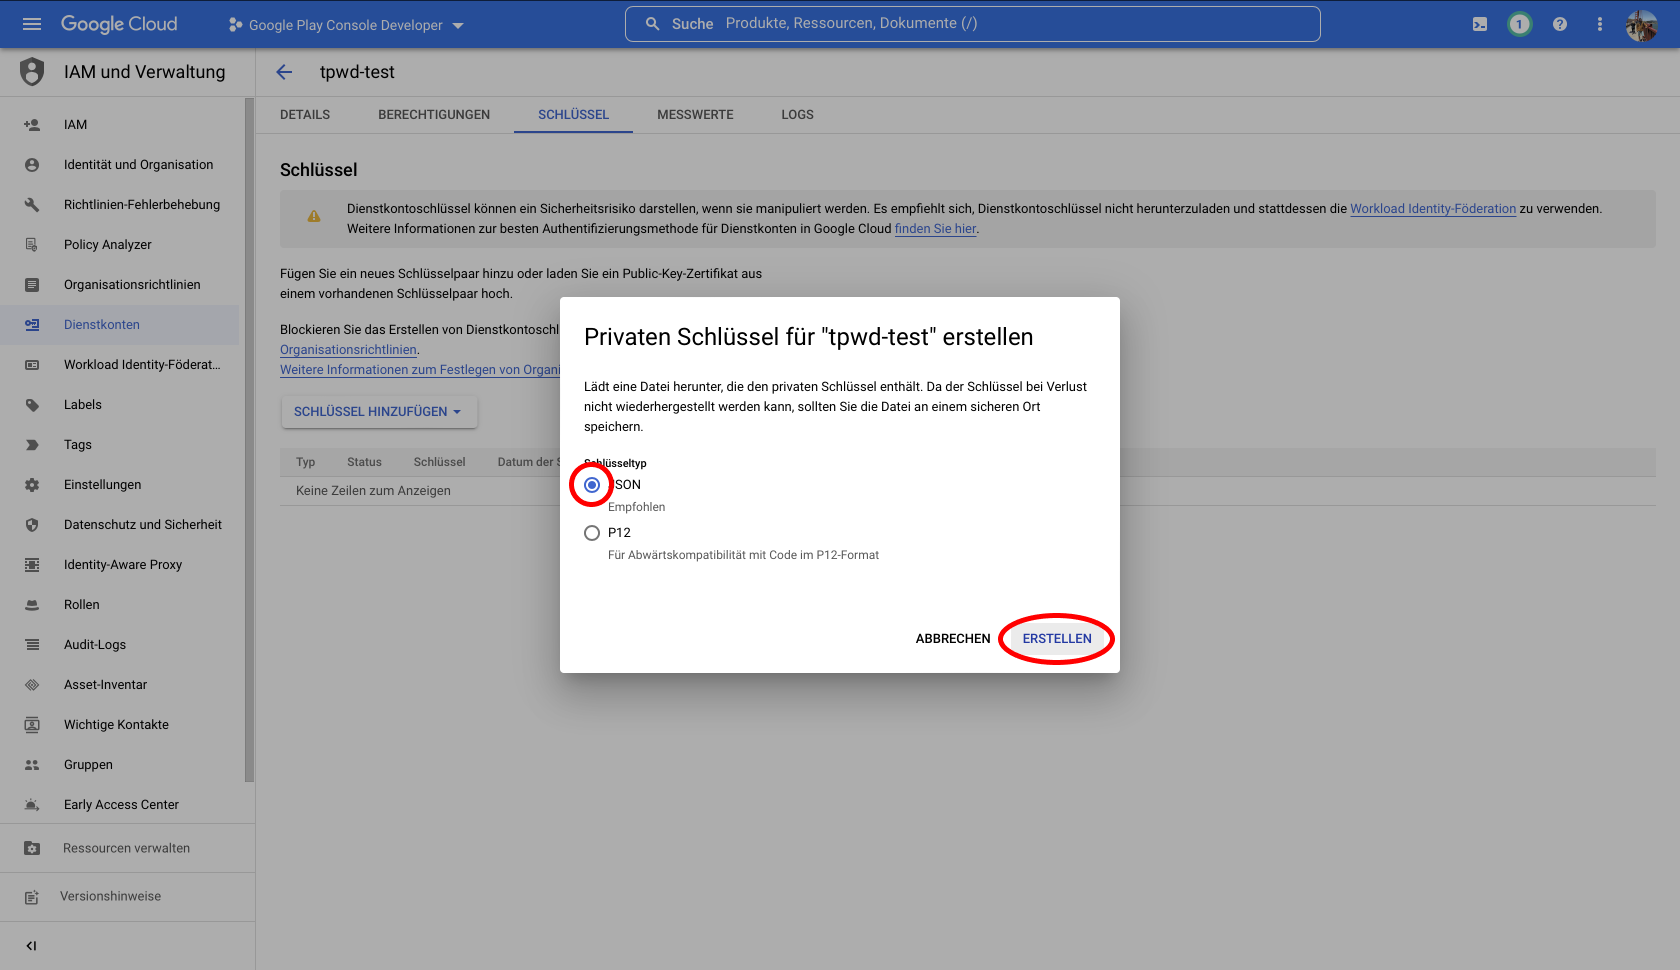 Google Cloud
Google Play Console Developer
Suche Produkte, Ressourcen, Dokumente (/)
1
IAM und Verwaltung
tpwd-test
DETAILS
BERECHTIGUNGEN
SCHLÜSSEL
MESSWERTE
LOGS
IAM
Identität und Organisation
Richtlinien-Fehlerbehebung
Policy Analyzer
Organisationsrichtlinien
Dienstkonten
Workload Identity-Föderat...
Labels
Tags
Einstellungen
Datenschutz und Sicherheit
Identity-Aware Proxy
Rollen
Audit-Logs
Asset-Inventar
Wichtige Kontakte
Gruppen
Early Access Center
Ressourcen verwalten
Versionshinweise
Schlüssel
Dienstkontoschlüssel können ein Sicherheitsrisiko darstellen, wenn sie manipuliert werden. Es empfiehlt sich, Dienstkontoschlüssel nicht herunterzuladen und stattdessen die Workload Identity-Föderation zu verwenden.
Weitere Informationen zur besten Authentifizierungsmethode für Dienstkonten in Google Cloud finden Sie hier.
Fügen Sie ein neues Schlüsselpaar hinzu oder laden Sie ein Public-Key-Zertifikat aus
einem vorhandenen Schlüsselpaar hoch.
Blockieren Sie das Erstellen von Dienstkontoschl
Organisationsrichtlinien.
Weitere Informationen zum Festlegen von Organi
SCHLÜSSEL HINZUFÜGEN
Typ Status Schlüssel Datum der S
Keine Zeilen zum Anzeigen
Privaten Schlüssel für "tpwd-test" erstellen
Lädt eine Datei herunter, die den privaten Schlüssel enthält. Da der Schlüssel bei Verlust
nicht wiederhergestellt werden kann, sollten Sie die Datei an einem sicheren Ort
speichern.
Schlüsseltyp
JSON
Empfohlen
P12
Für Abwärtskompatibilität mit Code im P12-Format
ABBRECHEN
ERSTELLEN